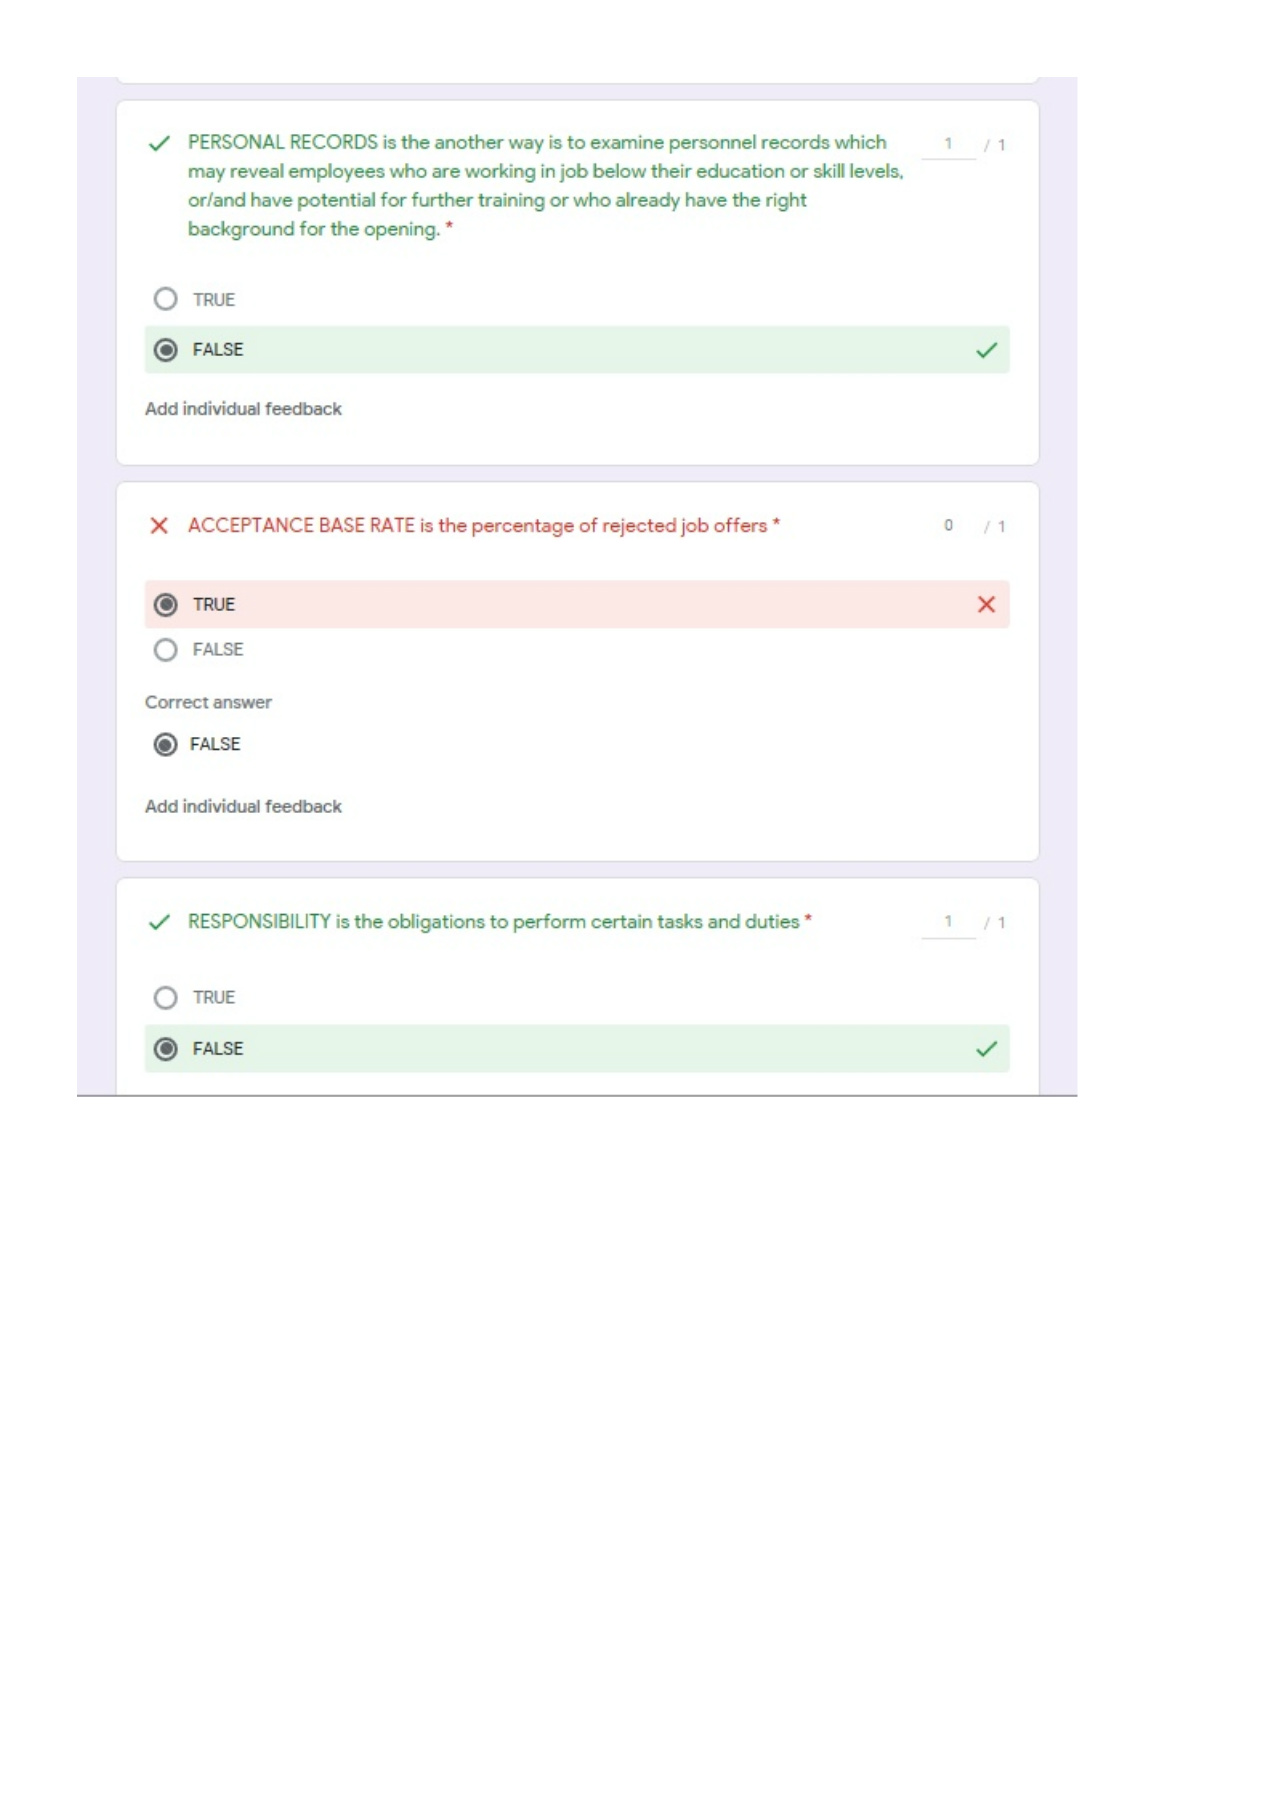 PERSONAL RECORDS is the another way is to examine personnel records which 1 / 1
may reveal employees who are working in job below their education or skill levels,
or/and have potential for further training or who already have the right
background for the opening. *
TRUE
FALSE
Add individual feedback
ACCEPTANCE BASE RATE is the percentage of rejected job offers * 0 / 1
TRUE
FALSE
Correct answer
FALSE
Add individual feedback
RESPONSIBILITY is the obligations to perform certain tasks and duties * 1 / 1
TRUE
FALSE